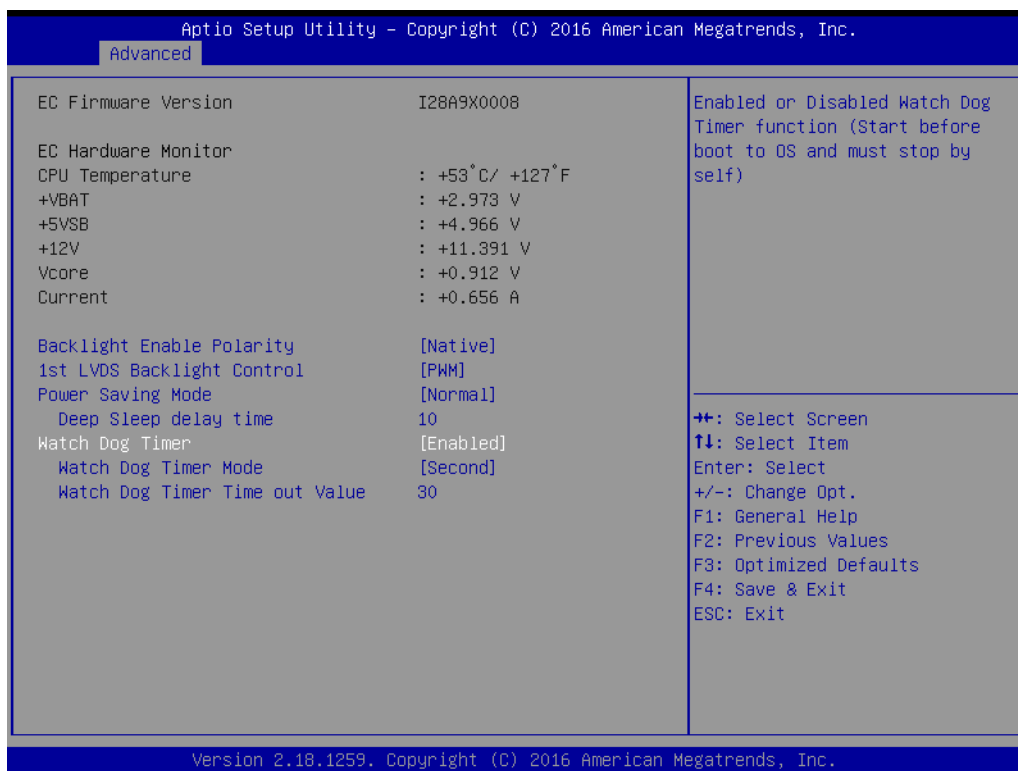 Aptio Setup Utility – Copyright (C) 2016 American Megatrends, Inc.
Advanced
EC Firmware Version I28A9X0008
EC Hardware Monitor
CPU Temperature : +53°C/ +127°F
+VBAT : +2.973 V
+5VSB : +4.966 V
+12V : +11.391 V
Vcore : +0.912 V
Current : +0.656 A
Backlight Enable Polarity [Native]
1st LVDS Backlight Control [PWM]
Power Saving Mode [Normal]
Deep Sleep delay time 10
Watch Dog Timer [Enabled]
Watch Dog Timer Mode [Second]
Watch Dog Timer Time out Value 30
Enabled or Disabled Watch Dog
Timer function (Start before
boot to OS and must stop by
self)
→←: Select Screen
↑↓: Select Item
Enter: Select
+/-: Change Opt.
F1: General Help
F2: Previous Values
F3: Optimized Defaults
F4: Save & Exit
ESC: Exit
Version 2.18.1259. Copyright (C) 2016 American Megatrends, Inc.